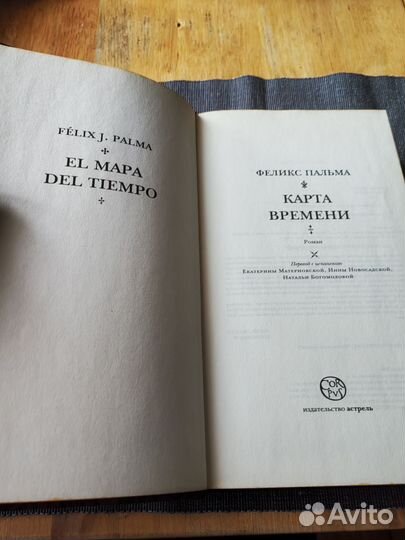 FÉLIX J. PALMA
EL MAPA
DEL TIEMPO
ФЕЛИКС ПАЛЬМА
КАРТА
ВРЕМЕНИ
Роман
Перевод с испанского
Екатерины Матерновской, Инны Новосадской,
Натальи Богомоловой
CORPUS
издательство астрель
Avito